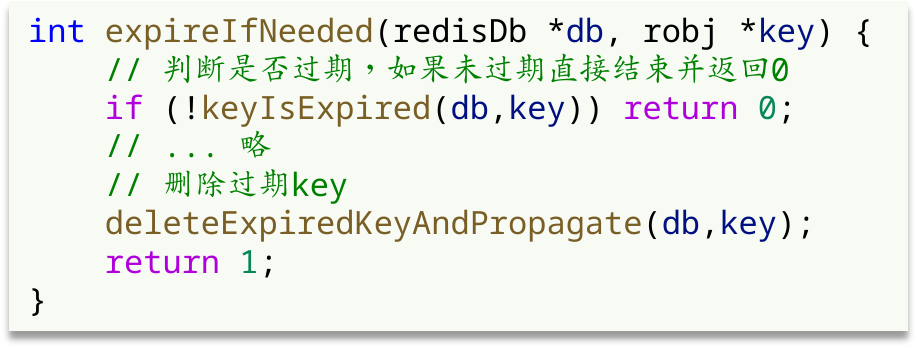 int expireIfNeeded(redisDb *db, robj *key) {
    // 判断是否过期，如果未过期直接结束并返回0
    if (!keyIsExpired(db,key)) return 0;
    // ... 略
    // 删除过期key
    deleteExpiredKeyAndPropagate(db,key);
    return 1;
}